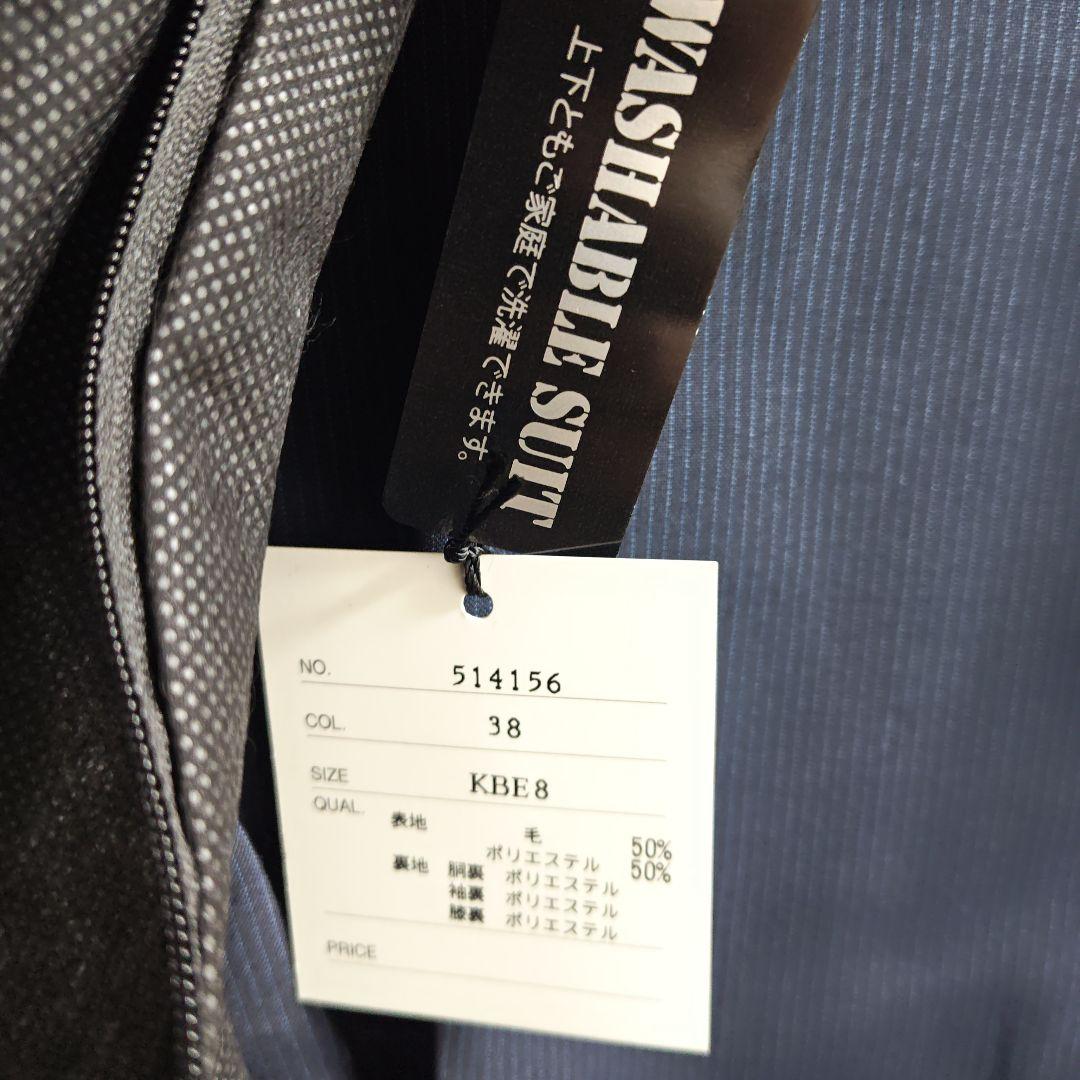 WASHABLE SUIT
上下ともご家庭で洗濯できます。
NO. 514156
COL. 38
SIZE KBE8
QUAL. 表地 毛 50%
ポリエステル 50%
裏地 胴裏 ポリエステル
袖裏 ポリエステル
膝裏 ポリエステル
PRICE